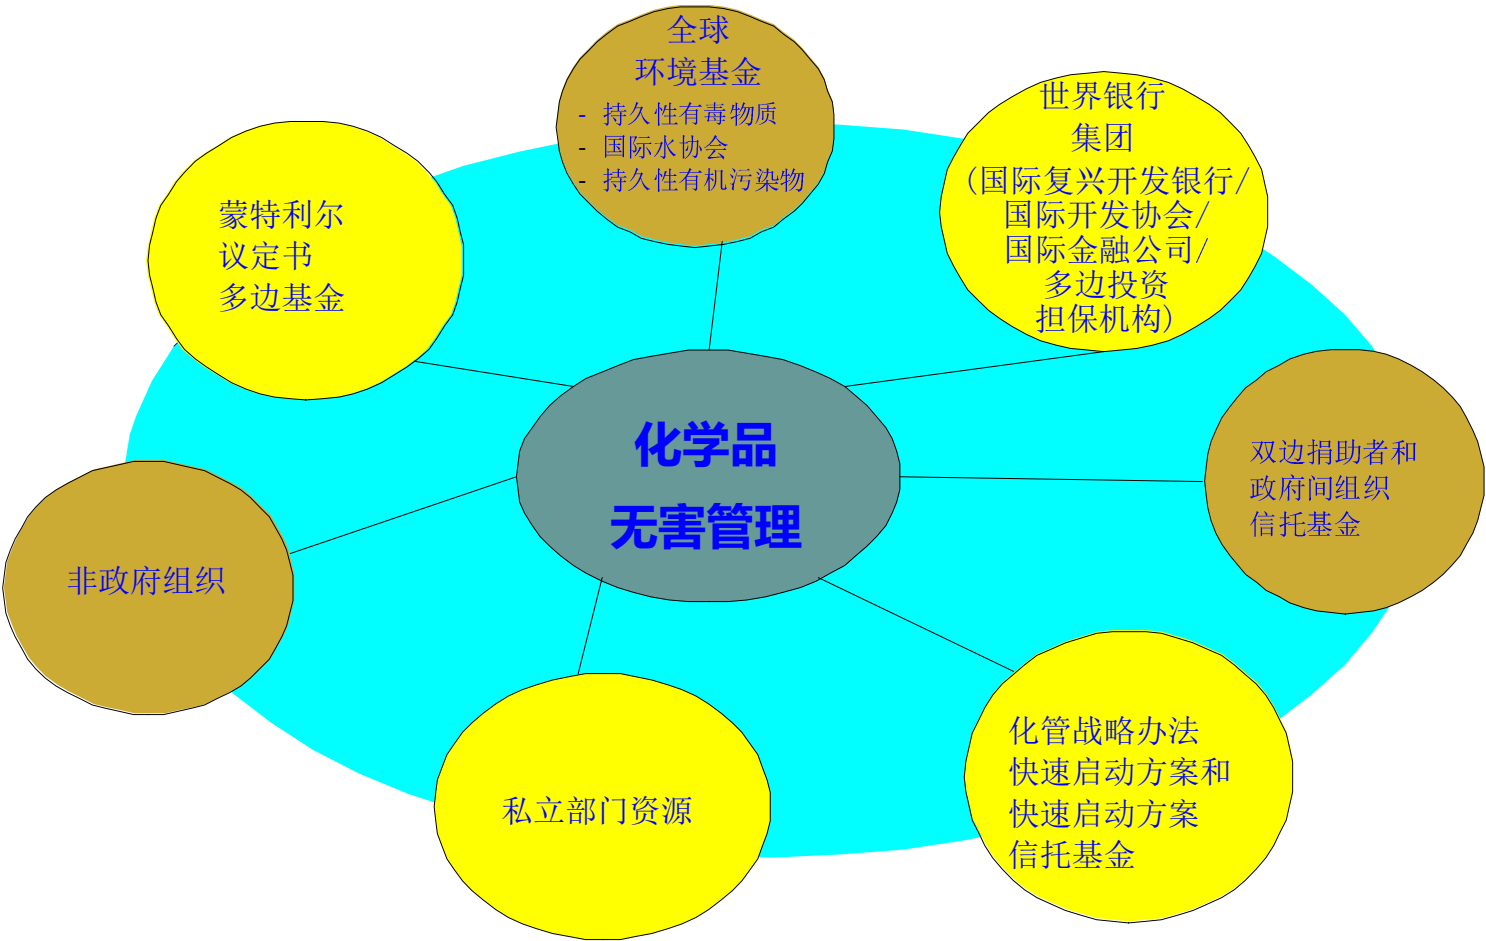 全球
环境基金
- 持久性有毒物质
- 国际水协会
- 持久性有机污染物
世界银行
集团
（国际复兴开发银行/
国际开发协会/
国际金融公司/
多边投资
担保机构）
蒙特利尔
议定书
多边基金
化学品
无害管理
双边捐助者和
政府间组织
信托基金
非政府组织
私立部门资源
化管战略办法
快速启动方案和
快速启动方案
信托基金